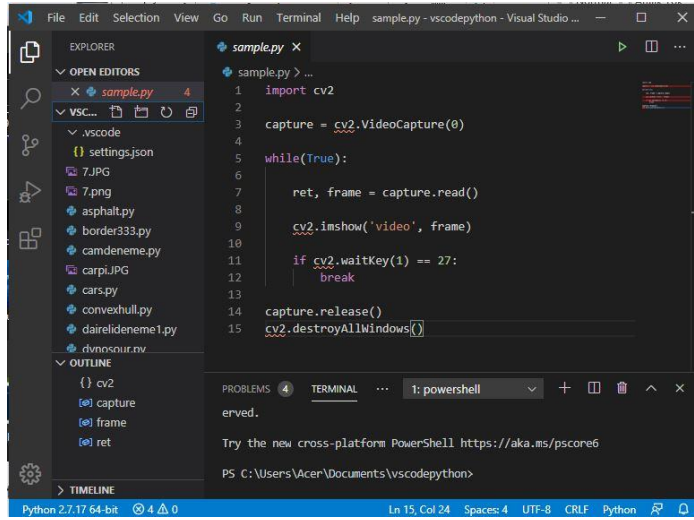 File Edit Selection View Go Run Terminal Help sample.py - vscodepython - Visual Studio ...
EXPLORER
OPEN EDITORS
sample.py 4
VSC...
.vscode
{} settings.json
7.JPG
7.png
asphalt.py
border333.py
camdeneme.py
carpi.JPG
cars.py
convexhull.py
dairelideneme1.py
dynosour.py
OUTLINE
{} cv2
capture
frame
ret
TIMELINE
sample.py
sample.py > ...
1 import cv2
2
3 capture = cv2.VideoCapture(0)
4
5 while(True):
6
7 ret, frame = capture.read()
8
9 cv2.imshow('video', frame)
10
11 if cv2.waitKey(1) == 27:
12 break
13
14 capture.release()
15 cv2.destroyAllWindows()
PROBLEMS 4 TERMINAL ... 1: powershell
erved.
Try the new cross-platform PowerShell https://aka.ms/pscore6
PS C:\Users\Acer\Documents\vscodepython>
Python 2.7.17 64-bit 4 0 Ln 15, Col 24 Spaces: 4 UTF-8 CRLF Python